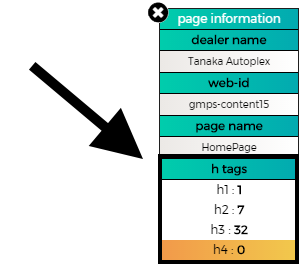 page information
dealer name
Tanaka Autoplex
web-id
gmps-content15
page name
HomePage
h tags
h1 : 1
h2 : 7
h3 : 32
h4 : 0